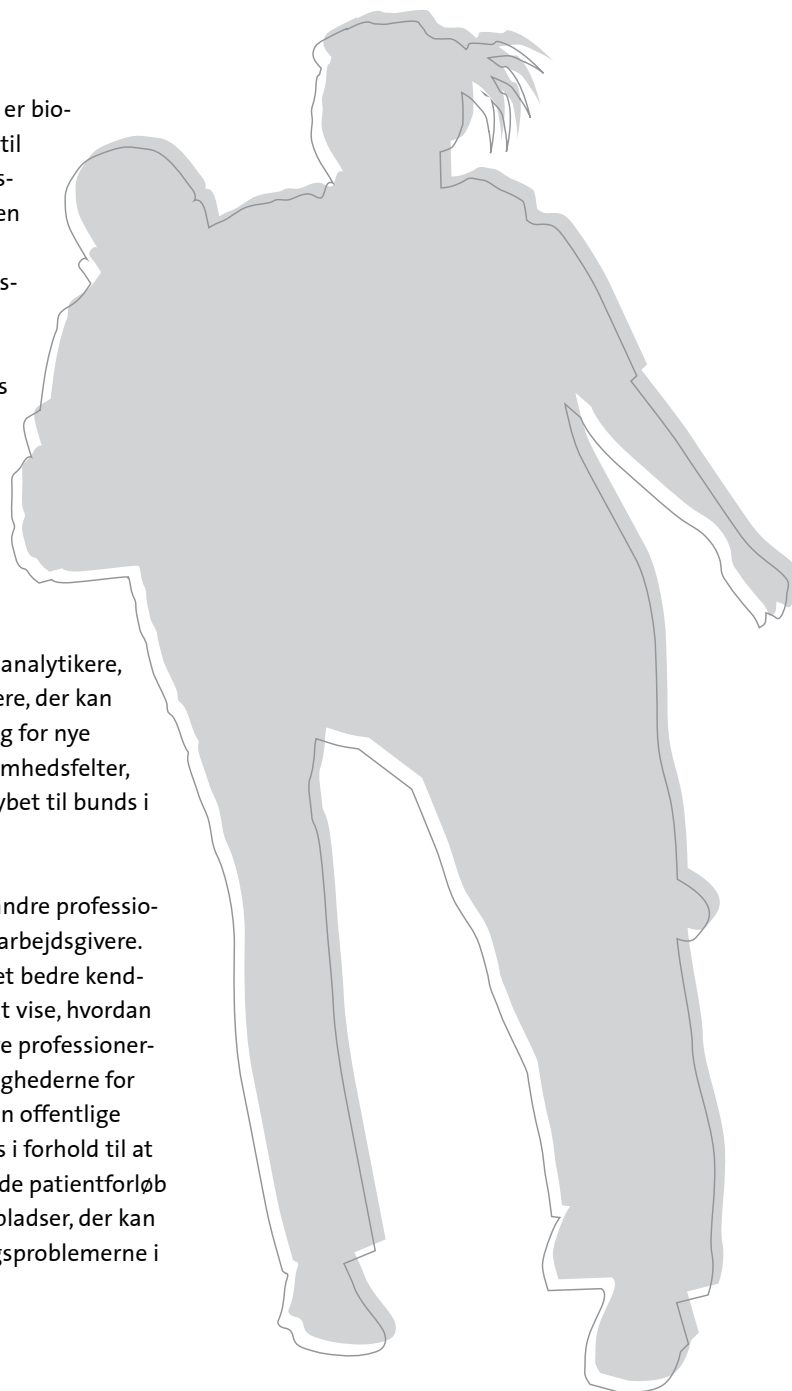 er bio-
til
s-
en
s-
s
analytikere,
ere, der kan
g for nye
mhedsfelter,
ybet til bunds i
andre professio-
arbejdsgivere.
et bedre kend-
t vise, hvordan
e professioner-
ghederne for
n offentlige
s i forhold til at
de patientforløb
pladser, der kan
gsproblemerne i